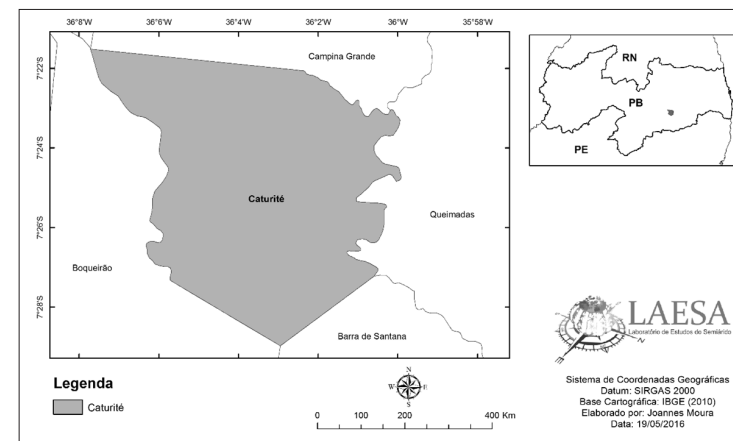 36°8'W 36°6'W 36°4'W 36°2'W 36°W 35°58'W
7°22'S
7°24'S
7°26'S
7°28'S
Campina Grande
Caturité
Queimadas
Boqueirão
Barra de Santana
RN
PB
PE
Legenda
Caturité
N
W E
S
0 100 200 400 Km
LAESA
Laboratório de Estudos do Semiárido
N
E
Sistema de Coordenadas Geográficas
Datum: SIRGAS 2000
Base Cartográfica: IBGE (2010)
Elaborado por: Joannes Moura
Data: 19/05/2016